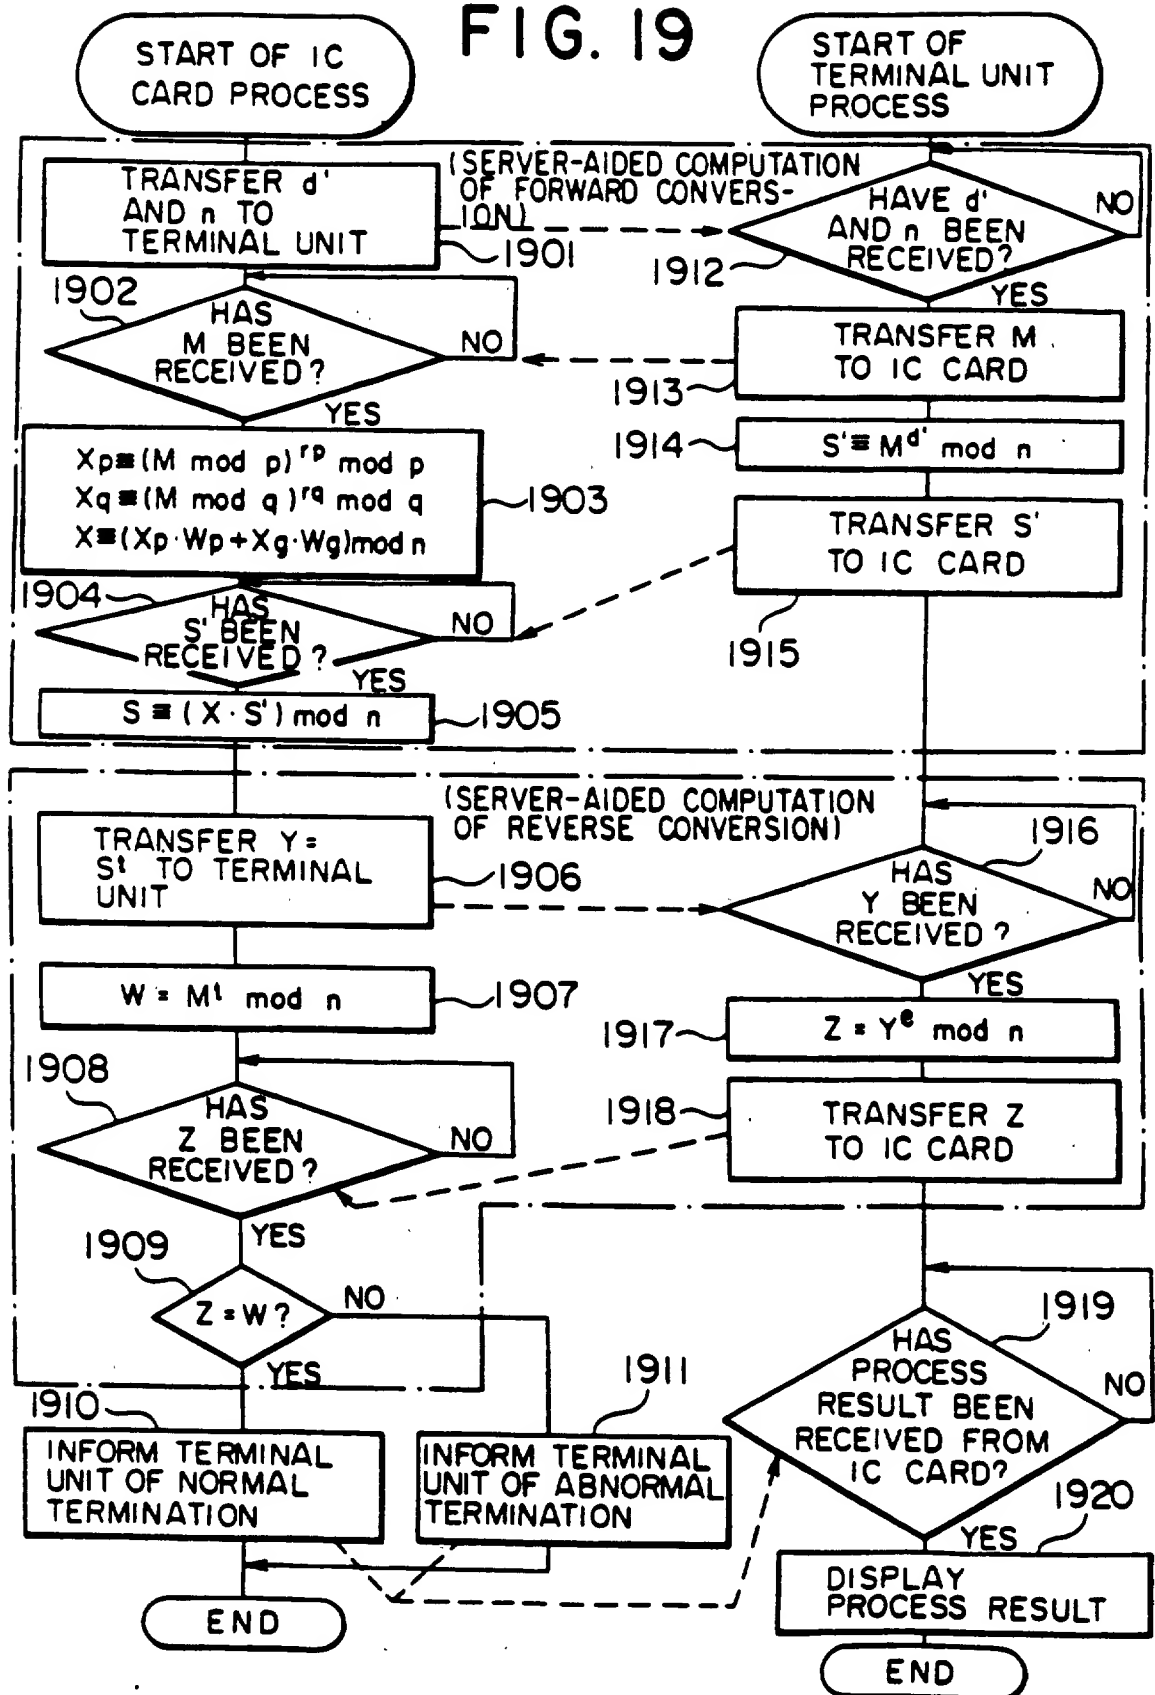 FIG. 19
START OF IC
CARD PROCESS
START OF
TERMINAL UNIT
PROCESS
TRANSFER d'
AND n TO
TERMINAL UNIT
1901
(SERVER-AIDED COMPUTATION
OF FORWARD CONVERS-
ION)
HAVE d'
AND n BEEN
RECEIVED?
NO
1912
YES
1902
HAS
M BEEN
RECEIVED?
NO
YES
TRANSFER M
TO IC CARD
1913
1914
S'≡M^d' mod n
Xp≡(M mod p)^rp mod p
Xq≡(M mod q)^rq mod q
X≡(Xp·Wp+Xg·Wg)mod n
1903
TRANSFER S'
TO IC CARD
1915
1904
HAS
S' BEEN
RECEIVED?
NO
YES
S≡(X·S') mod n
1905
(SERVER-AIDED COMPUTATION
OF REVERSE CONVERSION)
TRANSFER Y=
S^t TO TERMINAL
UNIT
1906
1916
HAS
Y BEEN
RECEIVED?
NO
YES
W = M^t mod n
1907
1917
Z = Y^e mod n
1908
HAS
Z BEEN
RECEIVED?
NO
YES
1918
TRANSFER Z
TO IC CARD
1909
Z=W?
NO
YES
1919
HAS
PROCESS
RESULT BEEN
RECEIVED FROM
IC CARD?
NO
YES
1910
INFORM TERMINAL
UNIT OF NORMAL
TERMINATION
1911
INFORM TERMINAL
UNIT OF ABNORMAL
TERMINATION
1920
DISPLAY
PROCESS RESULT
END
END